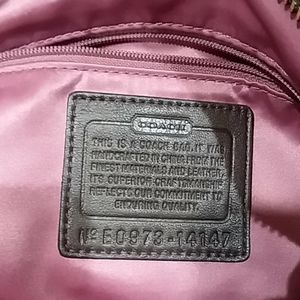 COACH
THIS IS A COACH BAG. IT WAS
HANDCRAFTED IN CHINA FROM THE
FINEST MATERIALS AND LEATHER.
ITS SUPERIOR CRAFTSMANSHIP
REFLECTS OUR COMMITMENT TO
ENDURING QUALITY.
Nº E0973-14147